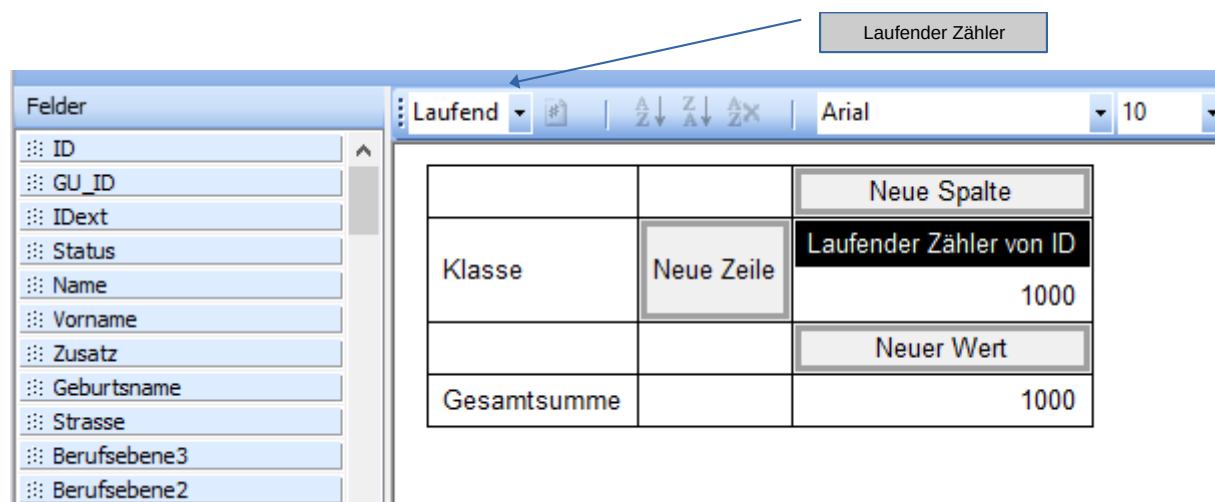 Laufender Zähler
Felder
Laufend
Arial
10
ID
GU_ID
IDext
Status
Name
Vorname
Zusatz
Geburtsname
Strasse
Berufsebene3
Berufsebene2
Neue Spalte
Klasse
Neue Zeile
Laufender Zähler von ID
1000
Neuer Wert
Gesamtsumme
1000